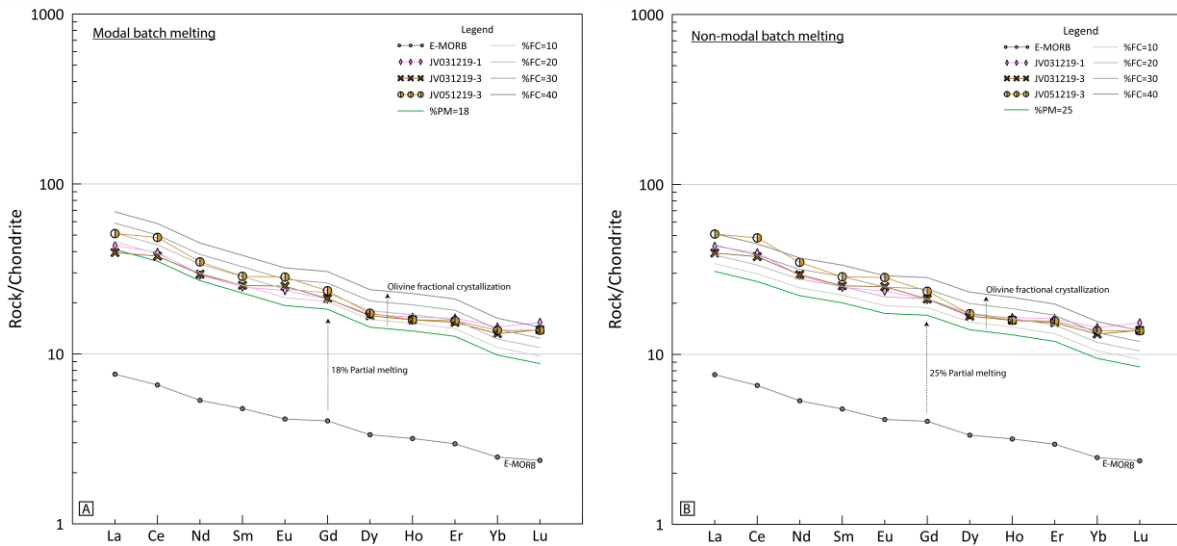 Modal batch melting
Legend
E-MORB
%FC=10
JV031219-1
%FC=20
JV031219-3
%FC=30
JV051219-3
%FC=40
%PM=18
1000
100
10
1
Rock/Chondrite
Olivine fractional crystallization
18% Partial melting
E-MORB
A
La Ce Nd Sm Eu Gd Dy Ho Er Yb Lu
Non-modal batch melting
Legend
E-MORB
%FC=10
JV031219-1
%FC=20
JV031219-3
%FC=30
JV051219-3
%FC=40
%PM=25
1000
100
10
1
Rock/Chondrite
Olivine fractional crystallization
25% Partial melting
E-MORB
B
La Ce Nd Sm Eu Gd Dy Ho Er Yb Lu